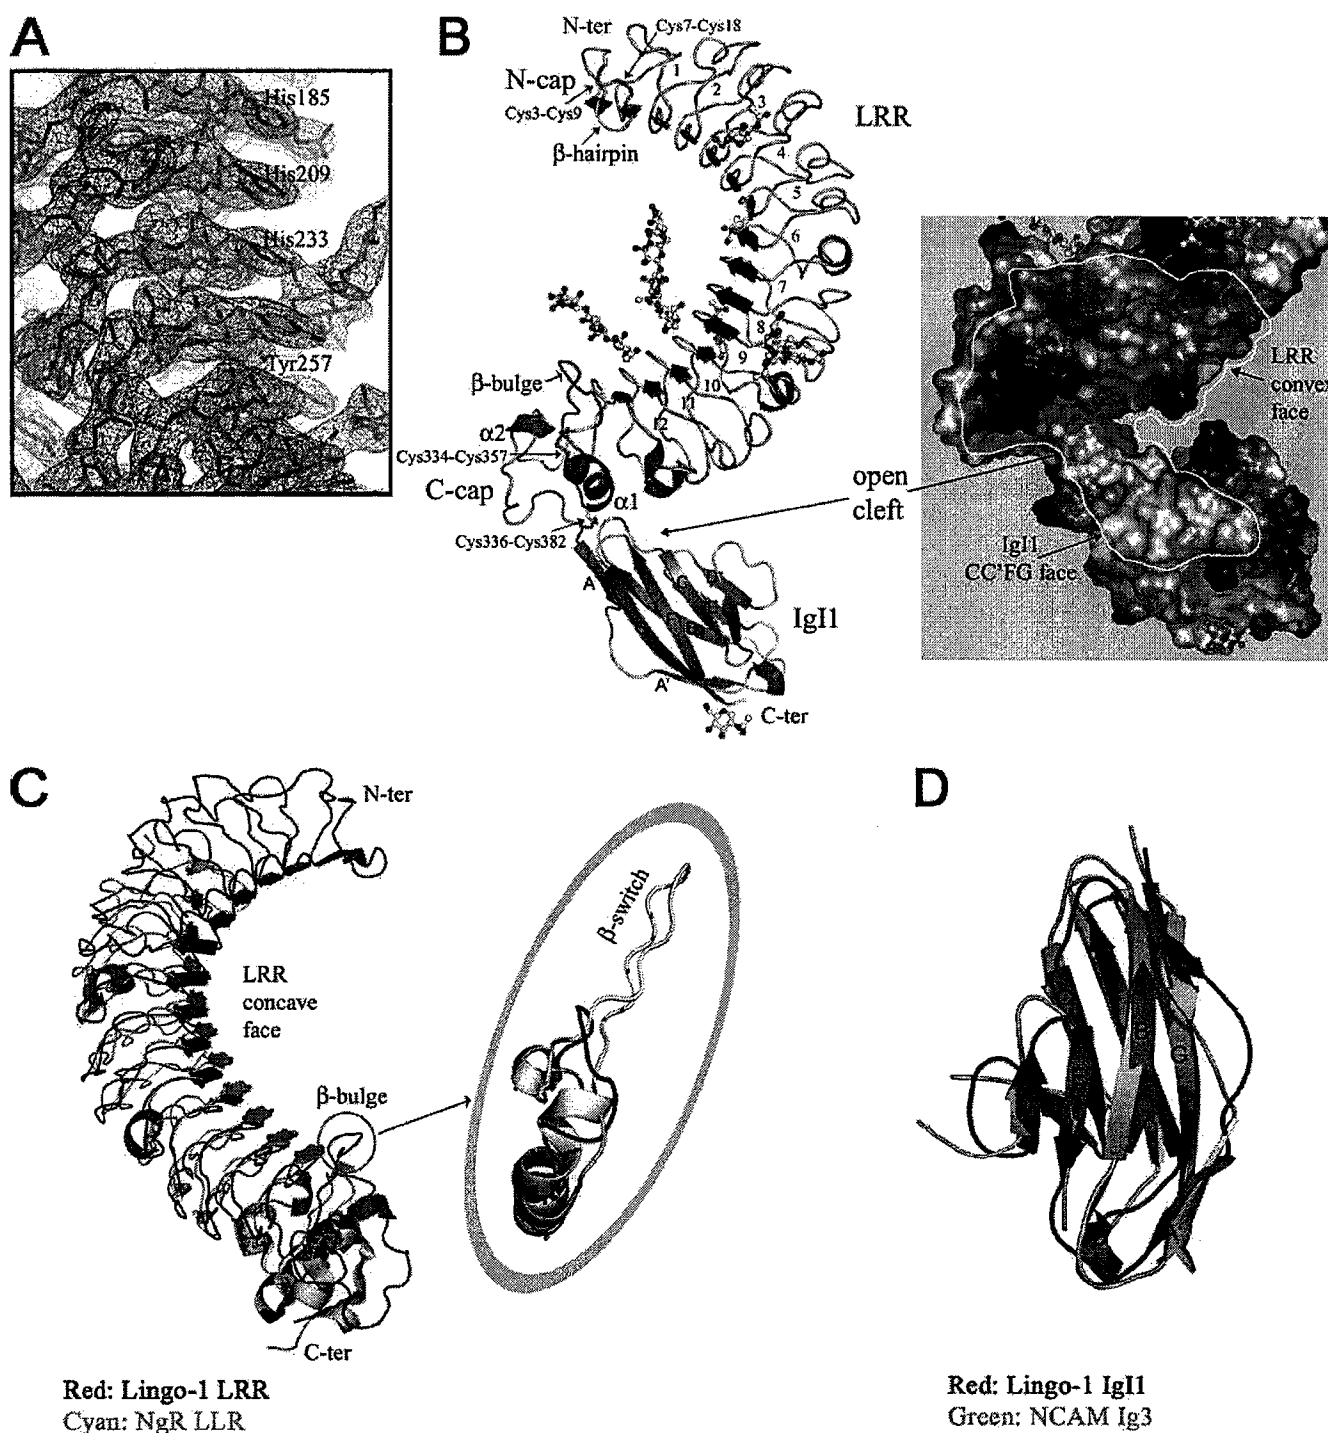 A
His185
His209
His233
Tyr257
B
N-ter
Cys7-Cys18
N-cap
Cys3-Cys9
β-hairpin
LRR
1
2
3
4
5
6
7
8
9
10
11
12
β-bulge
α2
Cys334-Cys357
C-cap
α1
Cys336-Cys382
open
cleft
A
G
IgI1
A'
C-ter
LRR
convex
face
IgI1
CC'FG face
C
N-ter
LRR
concave
face
β-bulge
β-switch
C-ter
Red: Lingo-1 LRR
Cyan: NgR LLR
D
G
C
Red: Lingo-1 IgI1
Green: NCAM Ig3